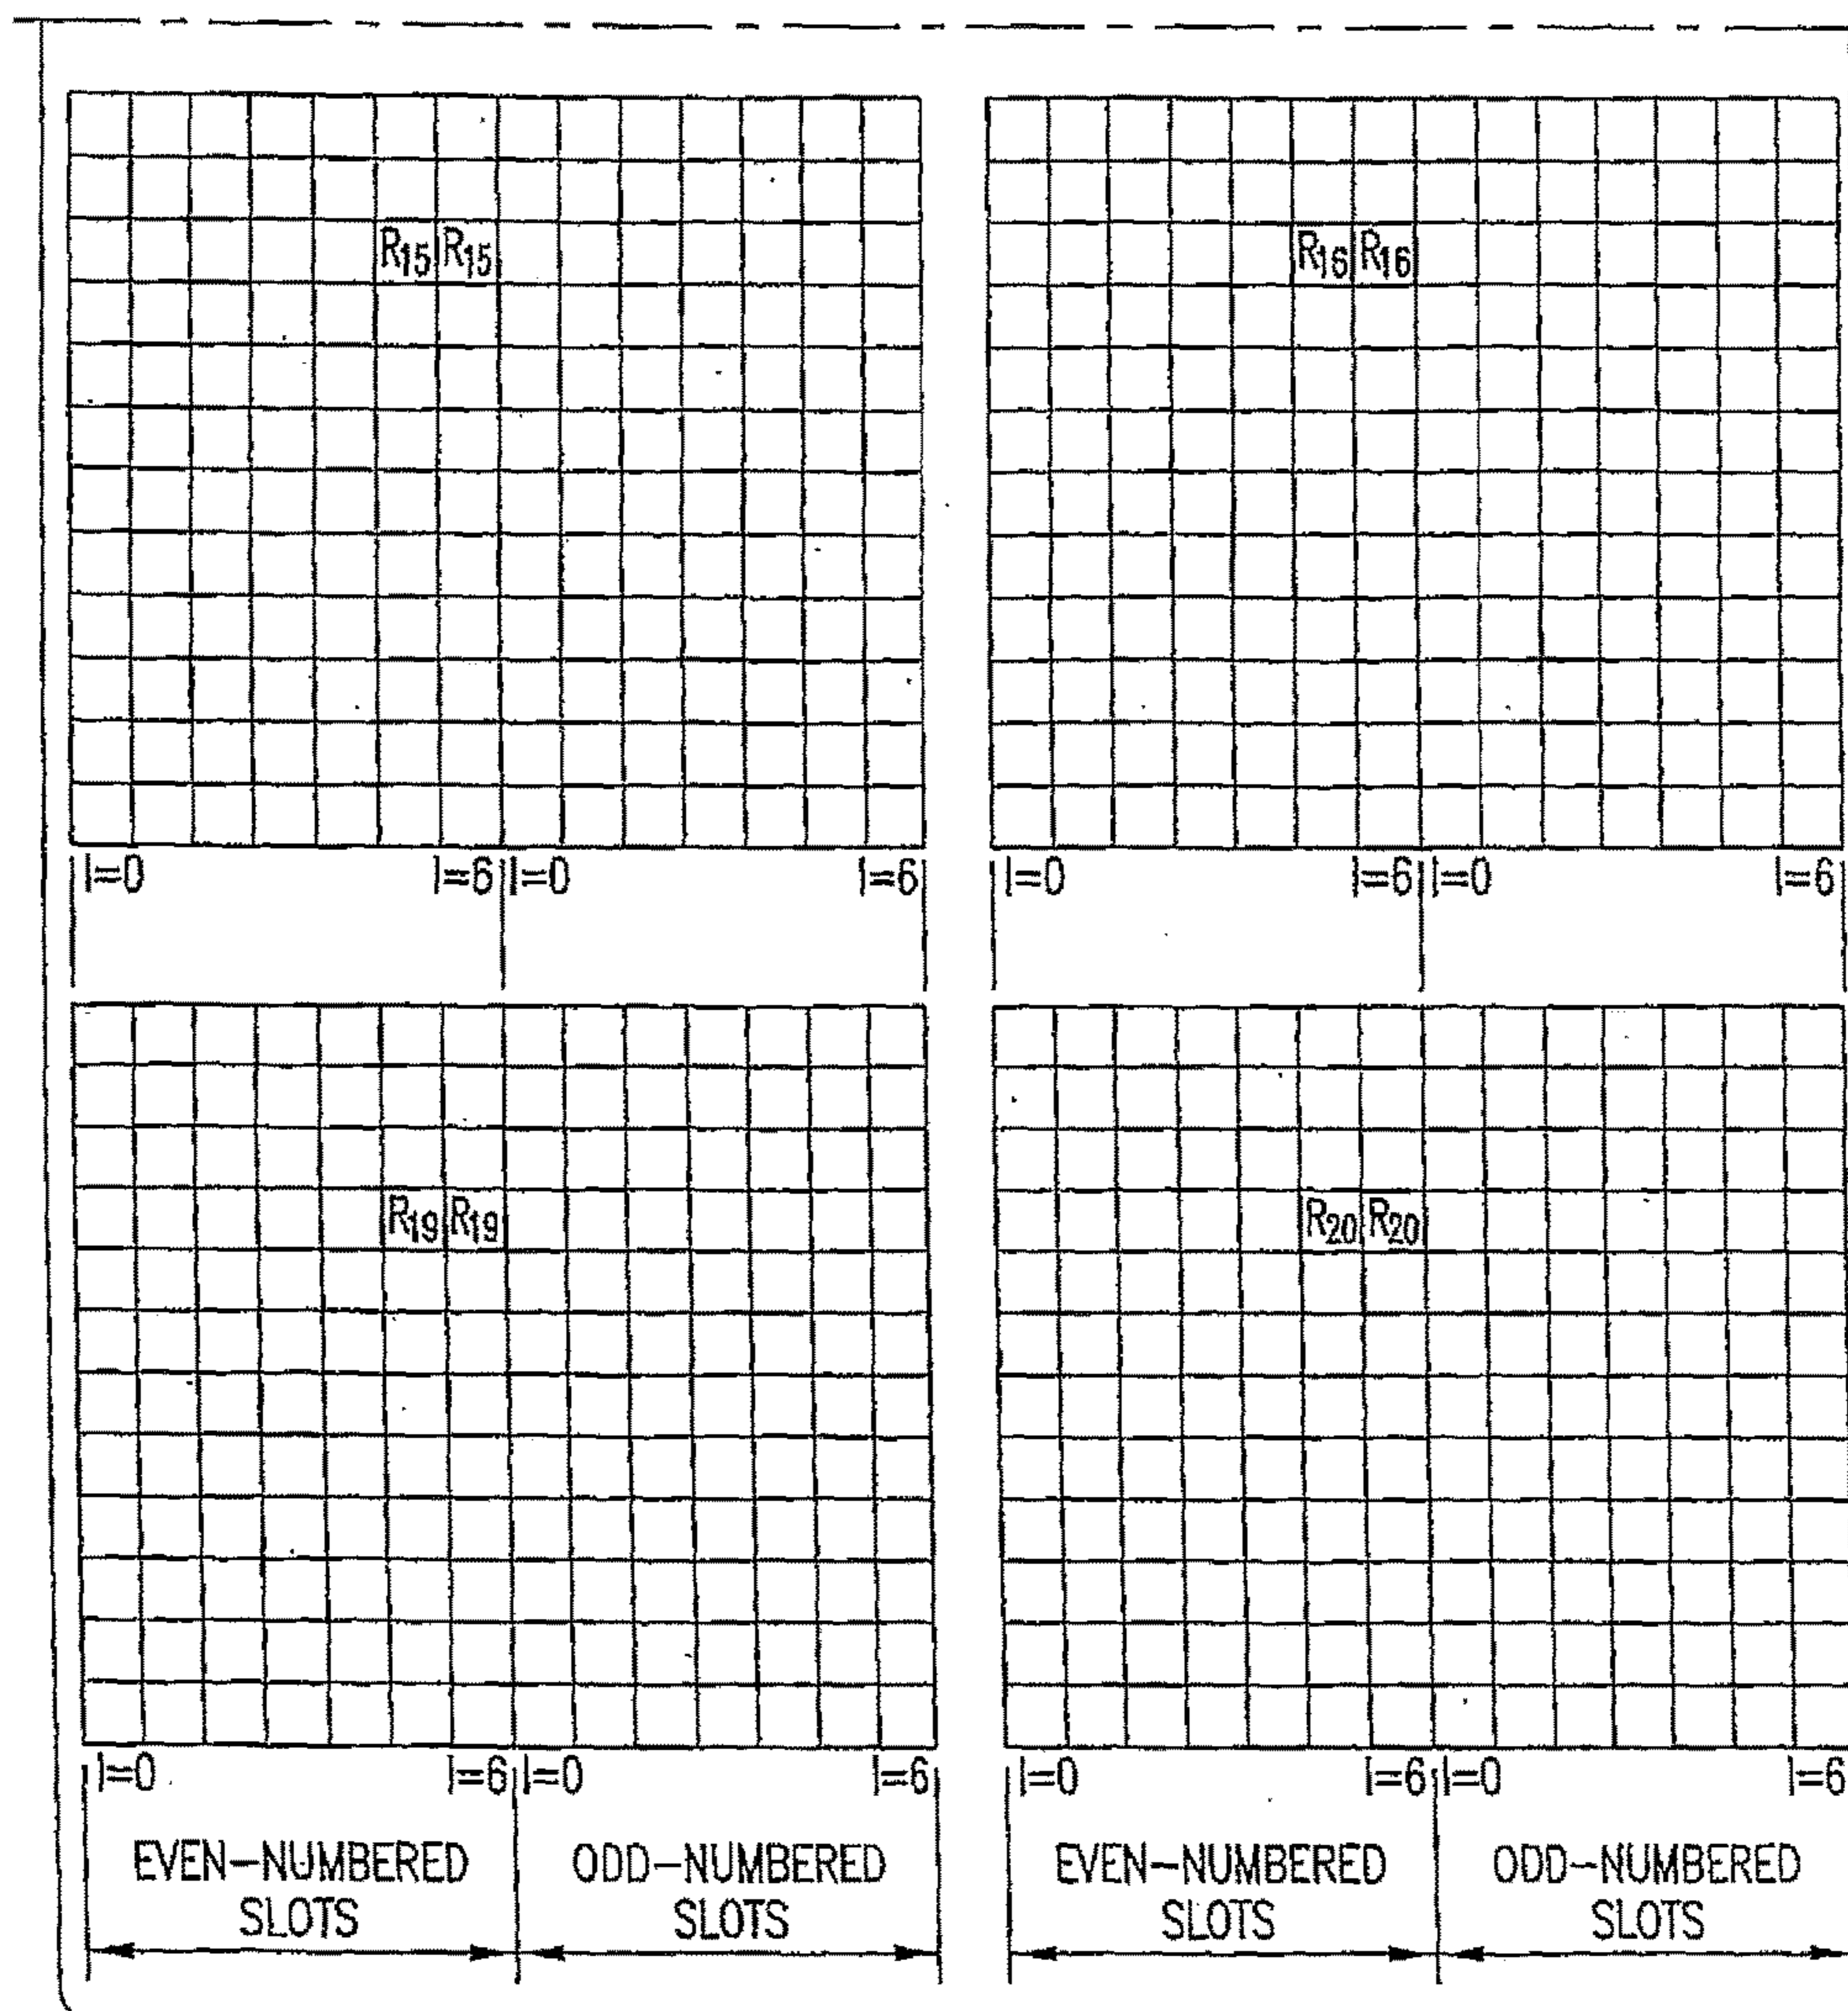 R15 R15 R16 R16
l=0 l=6 l=0 l=6 l=0 l=6 l=0 l=6
R19 R19 R20 R20
l=0 l=6 l=0 l=6 l=0 l=6 l=0 l=6
EVEN-NUMBERED ODD-NUMBERED EVEN-NUMBERED ODD-NUMBERED
SLOTS SLOTS SLOTS SLOTS